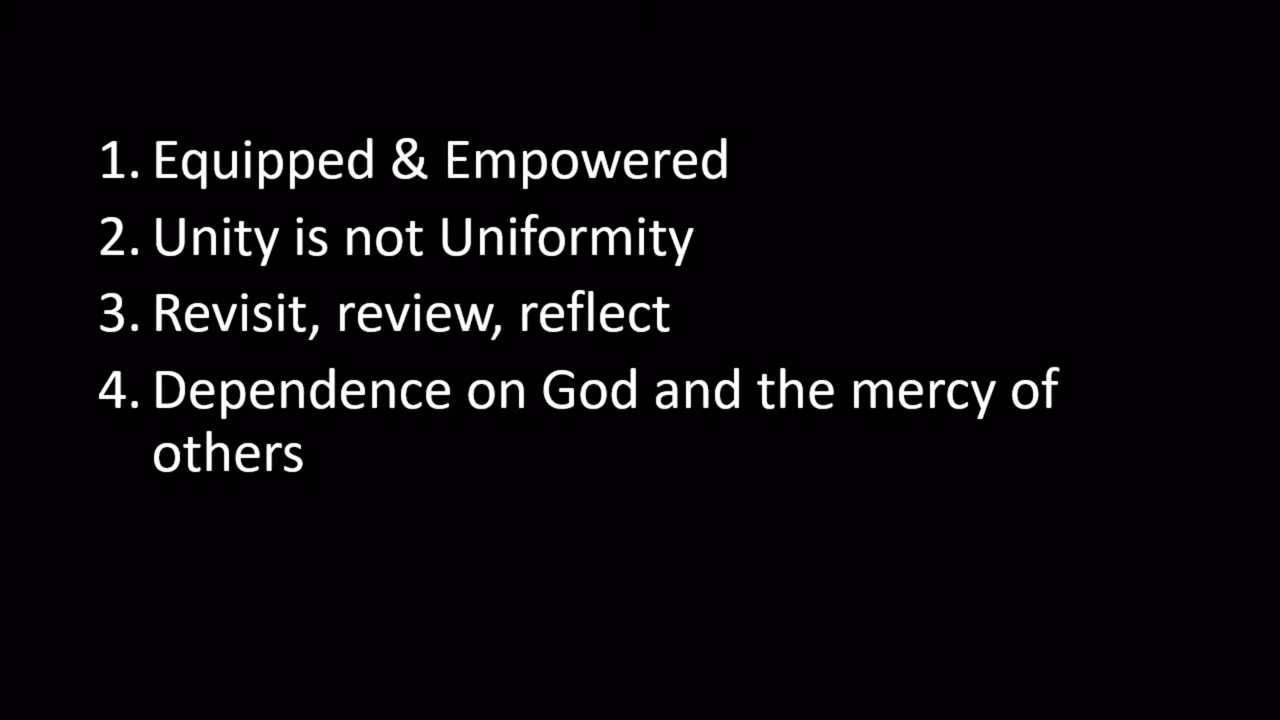 1. Equipped & Empowered
2. Unity is not Uniformity
3. Revisit, review, reflect
4. Dependence on God and the mercy of
others